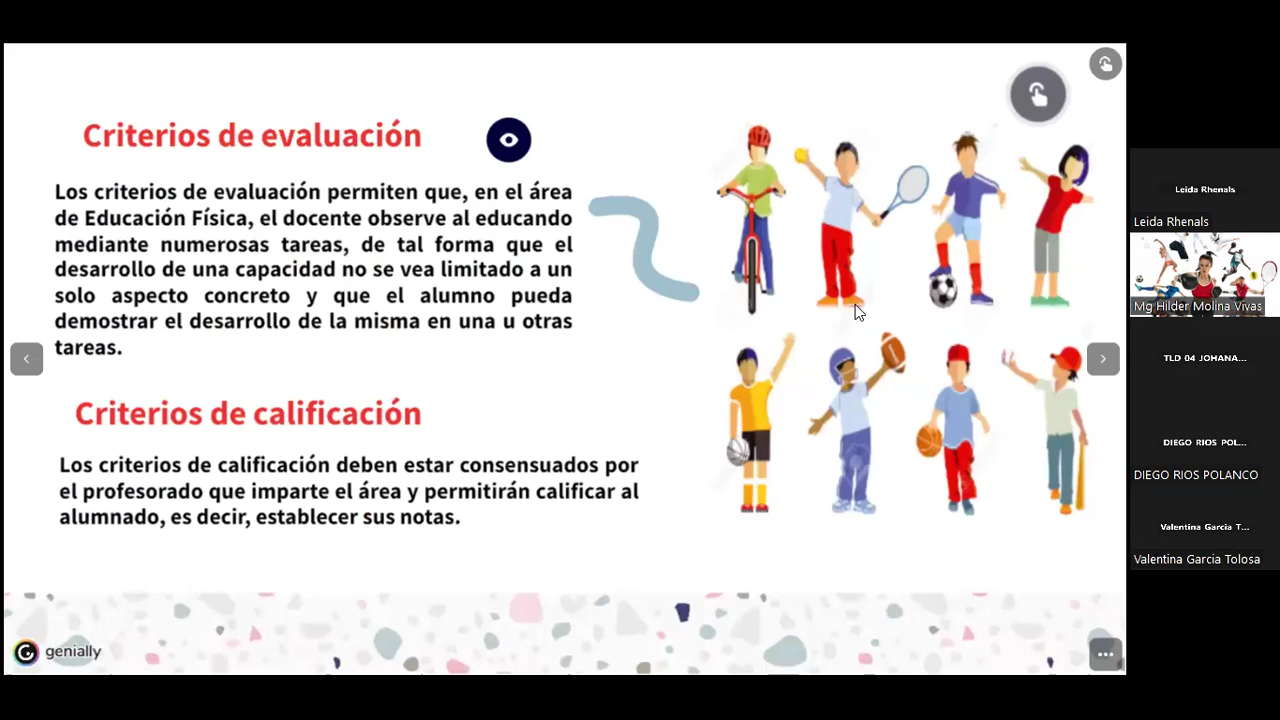 Criterios de evaluación
Los criterios de evaluación permiten que, en el área
de Educación Física, el docente observe al educando
mediante numerosas tareas, de tal forma que el
desarrollo de una capacidad no se vea limitado a un
solo aspecto concreto y que el alumno pueda
demostrar el desarrollo de la misma en una u otras
tareas.
Criterios de calificación
Los criterios de calificación deben estar consensuados por
el profesorado que imparte el área y permitirán calificar al
alumnado, es decir, establecer sus notas.
genially
Leida Rhenals
Leida Rhenals
Mg Hilder Molina Vivas
TLD 04 JOHANA...
DIEGO RIOS POL...
DIEGO RIOS POLANCO
Valentina Garcia T...
Valentina Garcia Tolosa